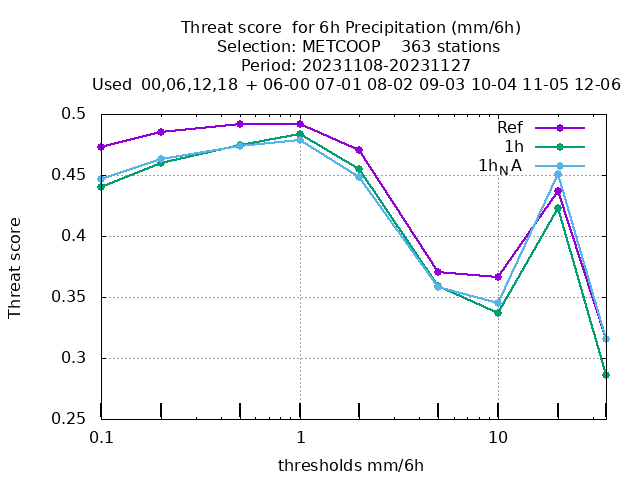 Threat score  for 6h Precipitation (mm/6h)
Selection: METCOOP    363 stations
Period: 20231108-20231127
Used  00,06,12,18  + 06-00 07-01 08-02 09-03 10-04 11-05 12-06
Ref
1h
1h_NA
0.5
0.45
0.4
0.35
0.3
0.25
Threat score
0.1
1
10
thresholds mm/6h